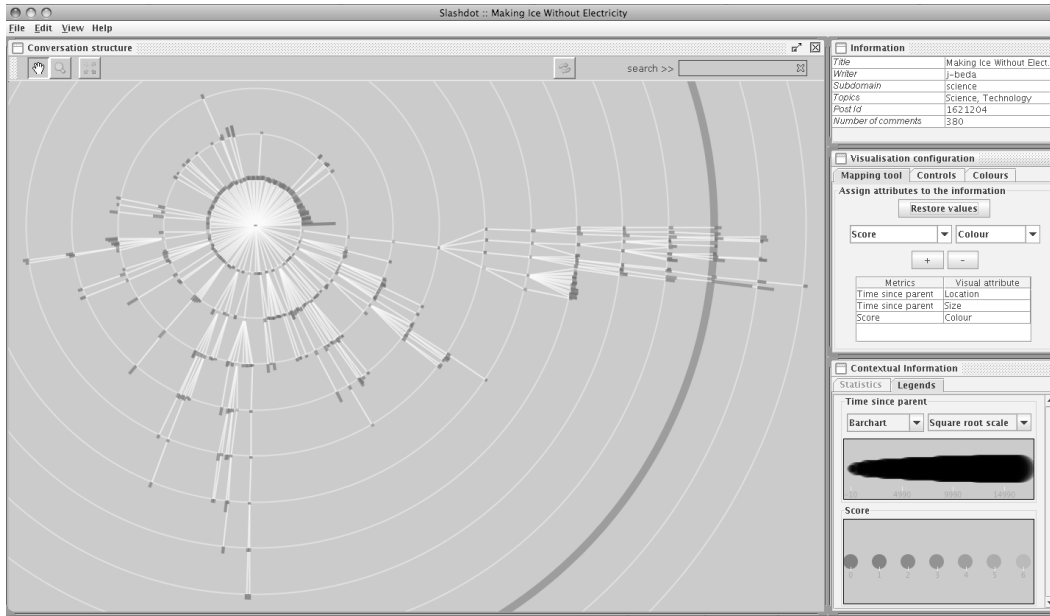 Slashdot :: Making Ice Without Electricity
File Edit View Help
Conversation structure
search >>
Information
Title Making Ice Without Elect.
Writer j-beda
Subdomain science
Topics Science, Technology
Post Id 1621204
Number of comments 380
Visualisation configuration
Mapping tool Controls Colours
Assign attributes to the information
Restore values
Score Colour
+ -
Metrics Visual attribute
Time since parent Location
Time since parent Size
Score Colour
Contextual Information
Statistics Legends
Time since parent
Barchart Square root scale
-10 4990 9990 14990
Score
0 1 2 3 4 5 6